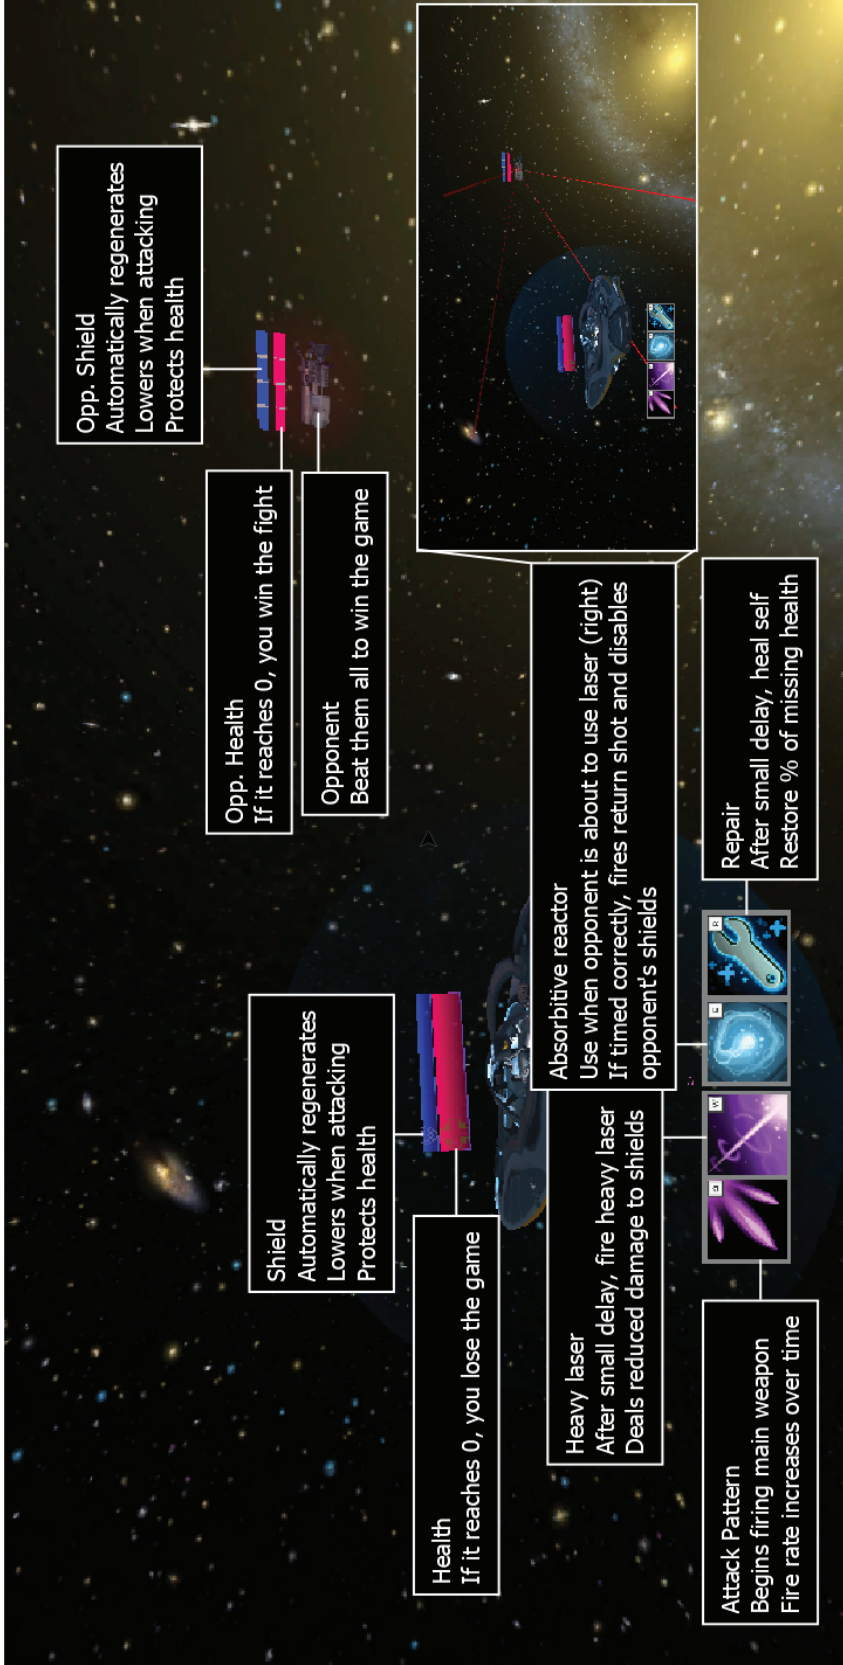 Opp. Shield
Automatically regenerates
Lowers when attacking
Protects health
Opp. Health
If it reaches 0, you win the fight
Opponent
Beat them all to win the game
Shield
Automatically regenerates
Lowers when attacking
Protects health
Health
If it reaches 0, you lose the game
Heavy laser
After small delay, fire heavy laser
Deals reduced damage to shields
Absorbitive reactor
Use when opponent is about to use laser (right)
If timed correctly, fires return shot and disables
opponent's shields
Attack Pattern
Begins firing main weapon
Fire rate increases over time
Q
W
E
R
Repair
After small delay, heal self
Restore % of missing health